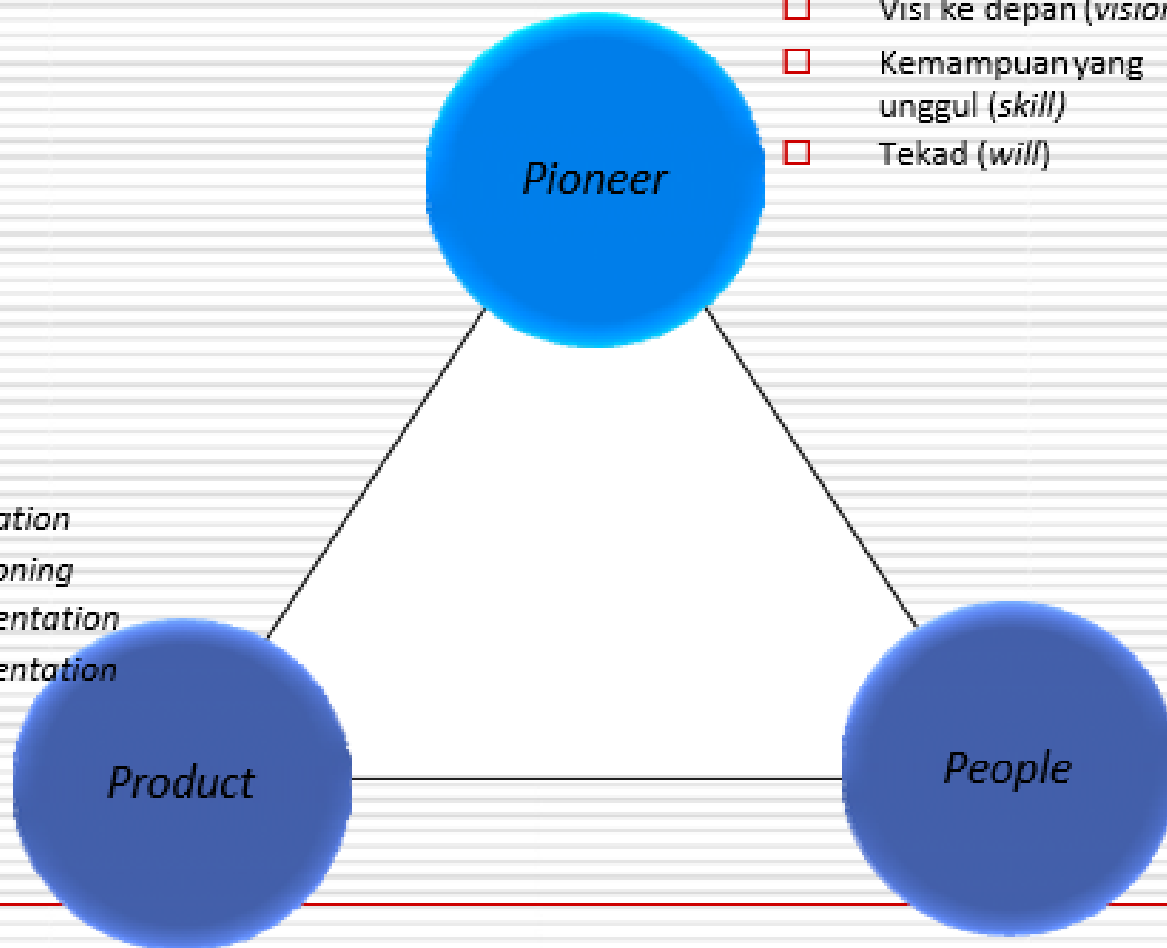 Visi ke depan (vision
Kemampuan yang
unggul (skill)
Tekad (will)
Pioneer
ation
oning
entation
entation
Product
People